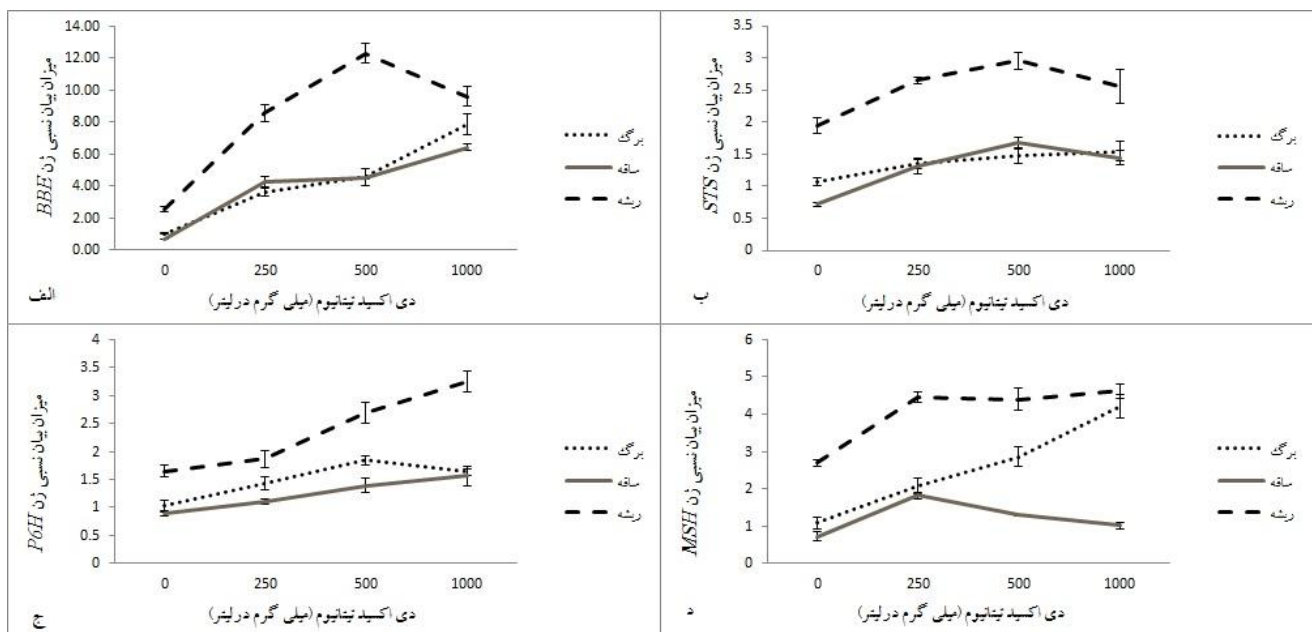 میزان بیان نسبی ژن BBE
14.00
12.00
10.00
8.00
6.00
4.00
2.00
0.00
0 250 500 1000
دی اکسید تیتانیوم (میلی گرم درلیتر)
برگ
ساقه
ریشه
الف
میزان بیان نسبی ژن STS
3.5
3
2.5
2
1.5
1
0.5
0
0 250 500 1000
دی اکسید تیتانیوم (میلی گرم درلیتر)
برگ
ساقه
ریشه
ب
میزان بیان نسبی ژن P6H
4
3.5
3
2.5
2
1.5
1
0.5
0
0 250 500 1000
دی اکسید تیتانیوم (میلی گرم درلیتر)
برگ
ساقه
ریشه
ج
میزان بیان نسبی ژن MSH
6
5
4
3
2
1
0
0 250 500 1000
دی اکسید تیتانیوم (میلی گرم درلیتر)
برگ
ساقه
ریشه
د